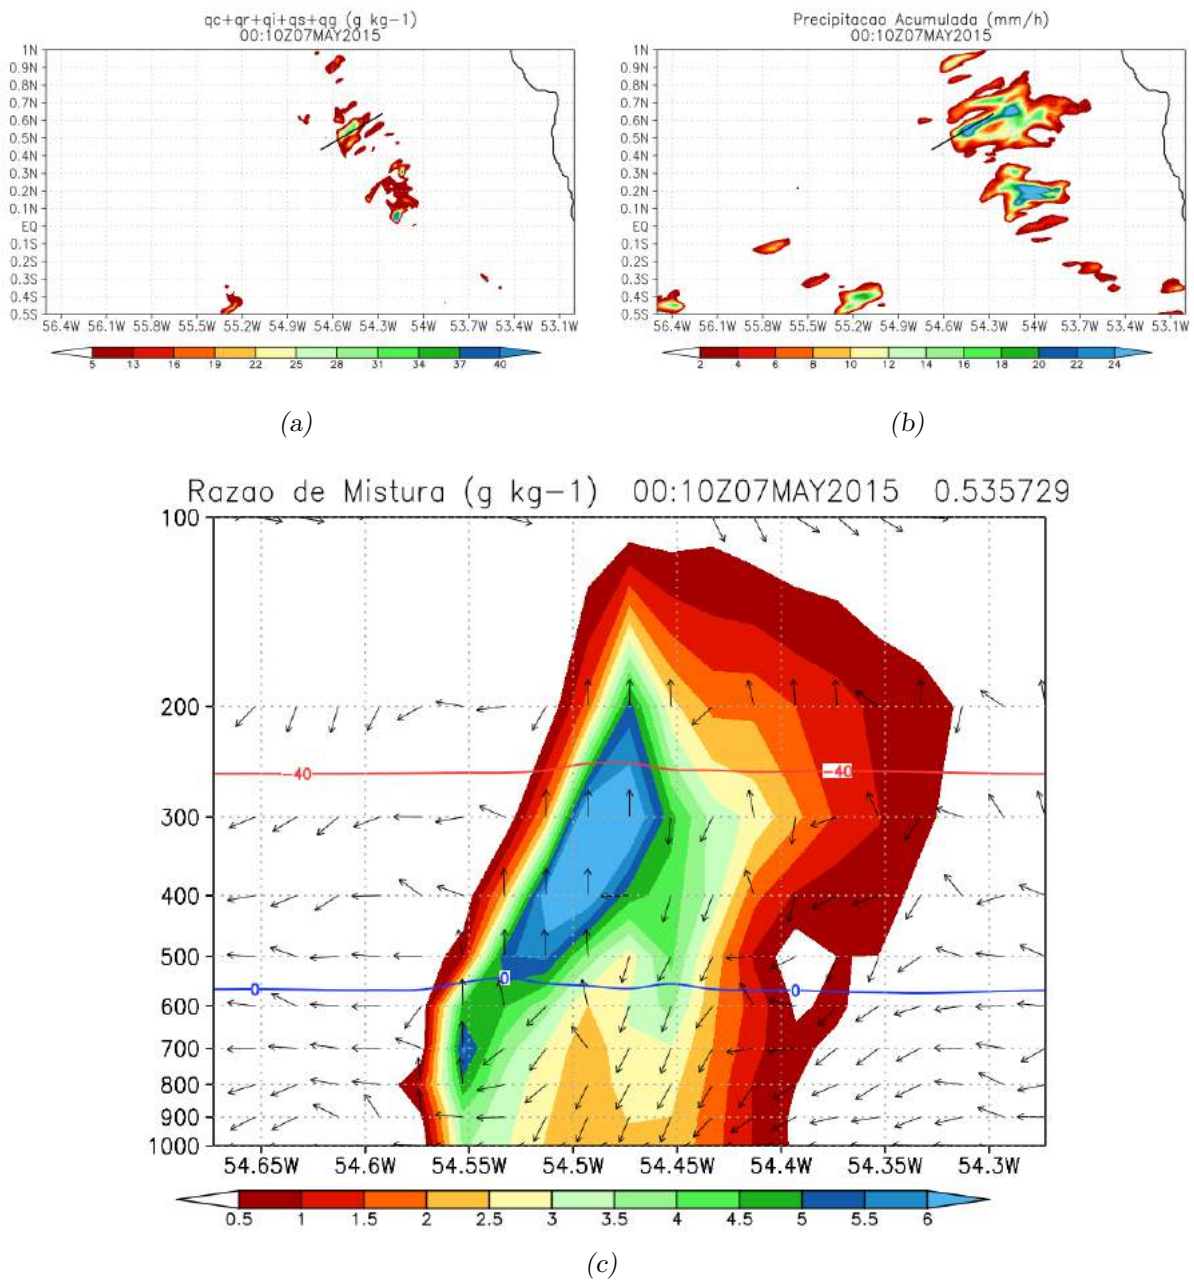 qc+qr+qi+qs+qg (g kg-1)
00:10Z07MAY2015
1N
0.9N
0.8N
0.7N
0.6N
0.5N
0.4N
0.3N
0.2N
0.1N
EQ
0.1S
0.2S
0.3S
0.4S
0.5S
56.4W 56.1W 55.8W 55.5W 55.2W 54.9W 54.6W 54.3W 54W 53.7W 53.4W 53.1W
5 13 16 19 22 25 28 31 34 37 40
(a)
Precipitacao Acumulada (mm/h)
00:10Z07MAY2015
1N
0.9N
0.8N
0.7N
0.6N
0.5N
0.4N
0.3N
0.2N
0.1N
EQ
0.1S
0.2S
0.3S
0.4S
0.5S
56.4W 56.1W 55.8W 55.5W 55.2W 54.9W 54.6W 54.3W 54W 53.7W 53.4W 53.1W
2 4 6 8 10 12 14 16 18 20 22 24
(b)
Razao de Mistura (g kg-1) 00:10Z07MAY2015 0.535729
100
200
-40 -40
300
400
500
0 0 0
600
700
800
900
1000
54.65W 54.6W 54.55W 54.5W 54.45W 54.4W 54.35W 54.3W
0.5 1 1.5 2 2.5 3 3.5 4 4.5 5 5.5 6
(c)